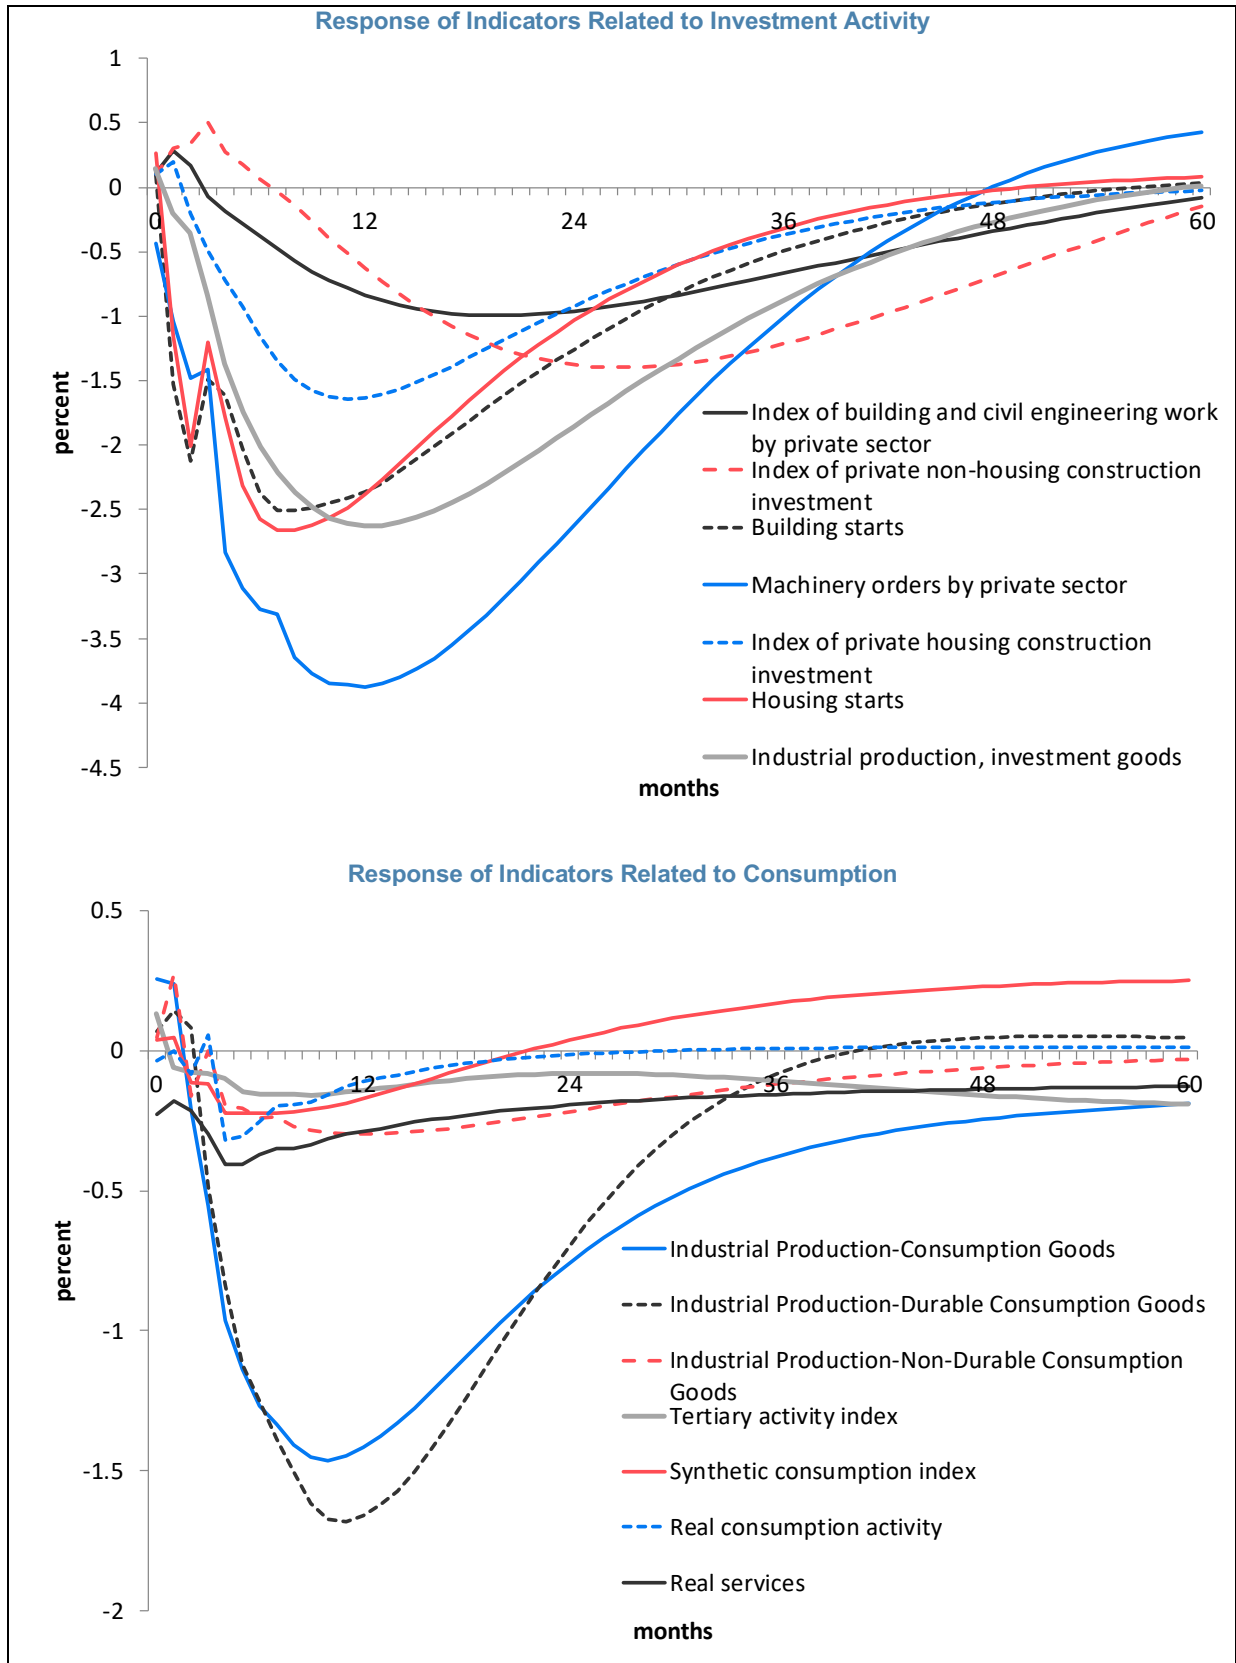 Response of Indicators Related to Investment Activity
1
0.5
0
-0.5
-1
-1.5
-2
-2.5
-3
-3.5
-4
-4.5
percent
0
12
24
36
48
60
Index of building and civil engineering work
by private sector
Index of private non-housing construction
investment
Building starts
Machinery orders by private sector
Index of private housing construction
investment
Housing starts
Industrial production, investment goods
months
Response of Indicators Related to Consumption
0.5
0
-0.5
-1
-1.5
-2
percent
0
12
24
36
48
60
Industrial Production-Consumption Goods
Industrial Production-Durable Consumption Goods
Industrial Production-Non-Durable Consumption
Goods
Tertiary activity index
Synthetic consumption index
Real consumption activity
Real services
months